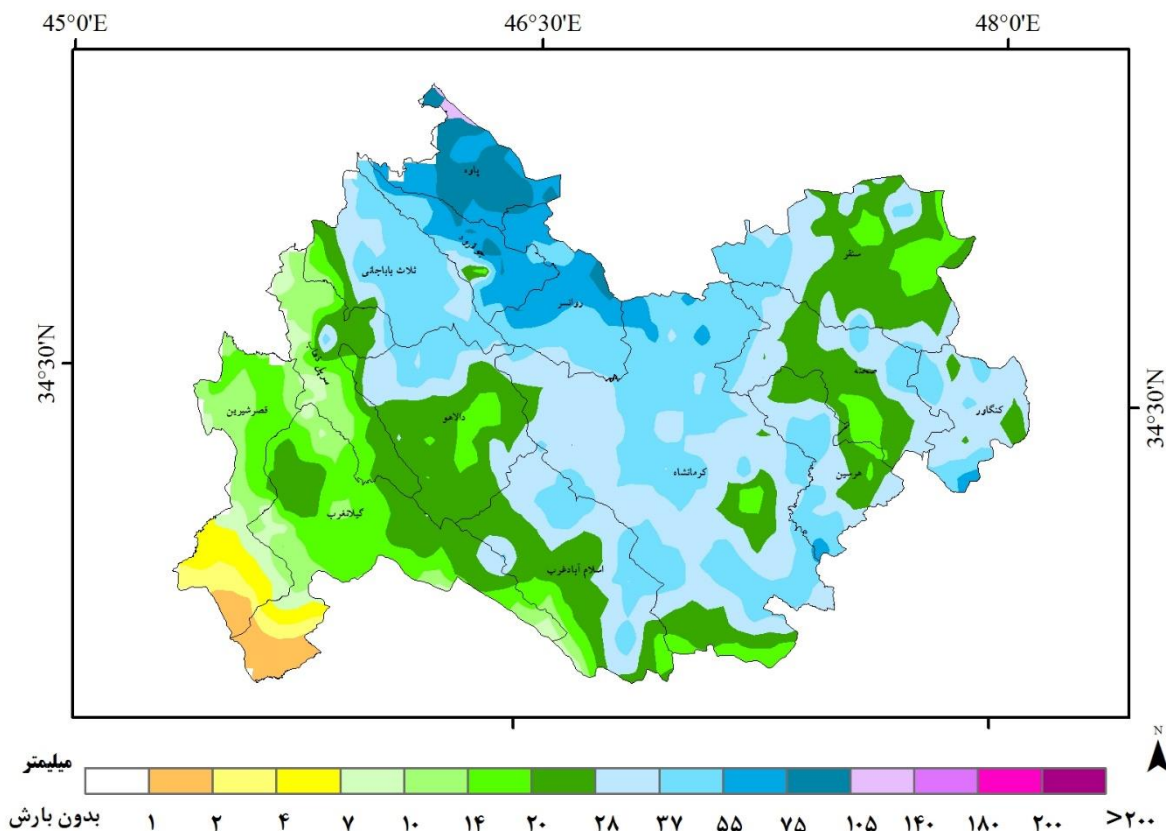 45°0'E 46°30'E 48°0'E
34°30'N
34°30'N
پاوه
جوانرود
ثلاث باباجانی
روانسر
سنقر
صحنه
کنگاور
قصرشیرین
دالاهو
کرمانشاه
هرسین
گیلانغرب
اسلام آبادغرب
N
میلیمتر
بدون بارش ۱ ۲ ۴ ۷ ۱۰ ۱۴ ۲۰ ۲۸ ۳۷ ۵۵ ۷۵ ۱۰۵ ۱۴۰ ۱۸۰ ۲۰۰ >۲۰۰